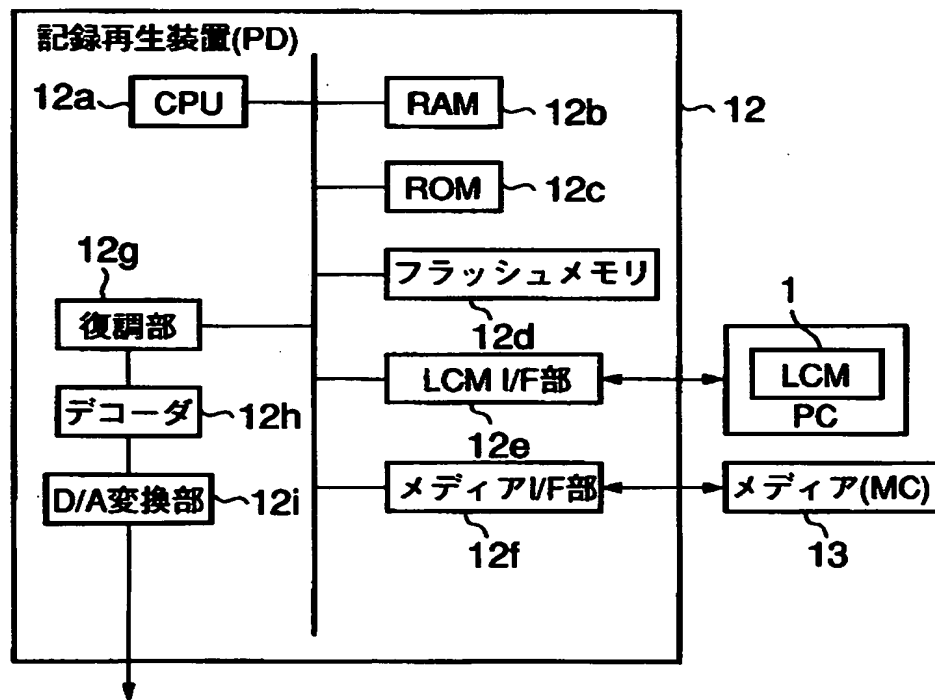 記録再生装置(PD)
12a
CPU
RAM
12b
12
ROM
12c
12g
復調部
フラッシュメモリ
12d
1
LCM
PC
LCM I/F部
12e
デコーダ
12h
メディアI/F部
12f
メディア(MC)
13
D/A変換部
12i